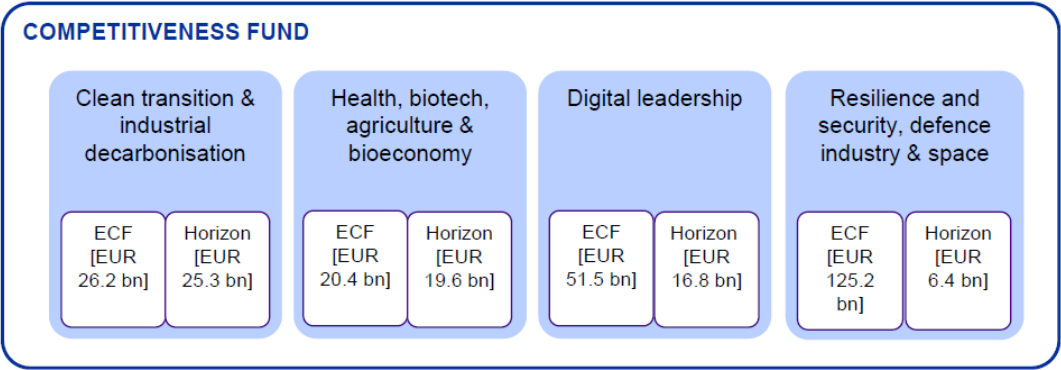 COMPETITIVENESS FUND
Clean transition &
industrial
decarbonisation
ECF
[EUR
26.2 bn]
Horizon
[EUR
25.3 bn]
Health, biotech,
agriculture &
bioeconomy
ECF
[EUR
20.4 bn]
Horizon
[EUR
19.6 bn]
Digital leadership
ECF
[EUR
51.5 bn]
Horizon
[EUR
16.8 bn]
Resilience and
security, defence
industry & space
ECF
[EUR
125.2
bn]
Horizon
[EUR
6.4 bn]